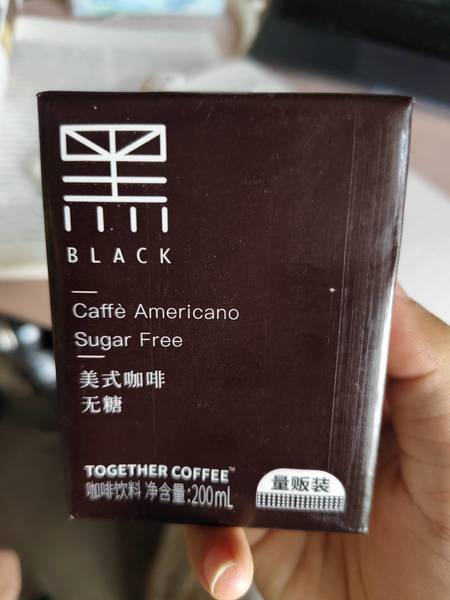 黑
BLACK
Caffè Americano
Sugar Free
美式咖啡
无糖
TOGETHER COFFEE™
咖啡饮料 净含量:200mL
量贩装